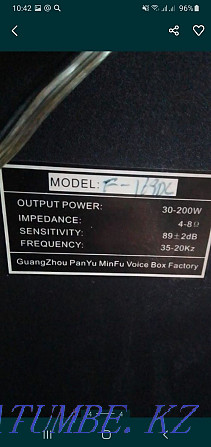 10:42
96%
MODEL:
OUTPUT POWER: 30-200W
IMPEDANCE: 4-8Ω
SENSITIVITY: 89±2dB
FREQUENCY: 35-20Kz
GuangZhou PanYu MinFu Voice Box Factory
ATUMBE.KZ